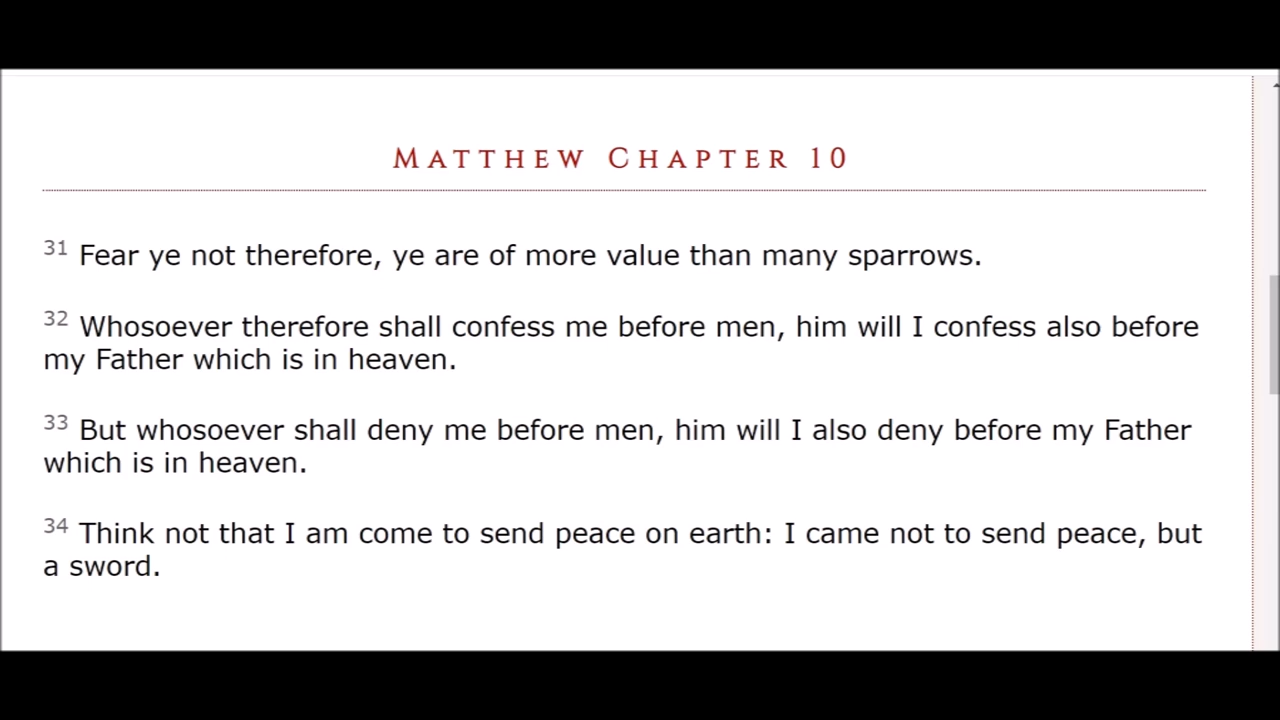 Matthew Chapter 10
31 Fear ye not therefore, ye are of more value than many sparrows.
32 Whosoever therefore shall confess me before men, him will I confess also before
my Father which is in heaven.
33 But whosoever shall deny me before men, him will I also deny before my Father
which is in heaven.
34 Think not that I am come to send peace on earth: I came not to send peace, but
a sword.